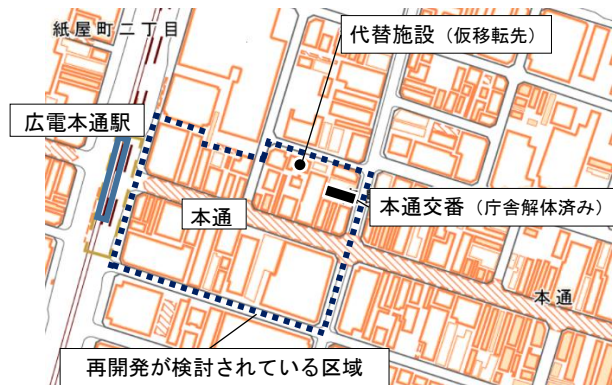 紙屋町二丁目
代替施設（仮移転先）
広電本通駅
本通
本通交番（庁舎解体済み）
本通
再開発が検討されている区域